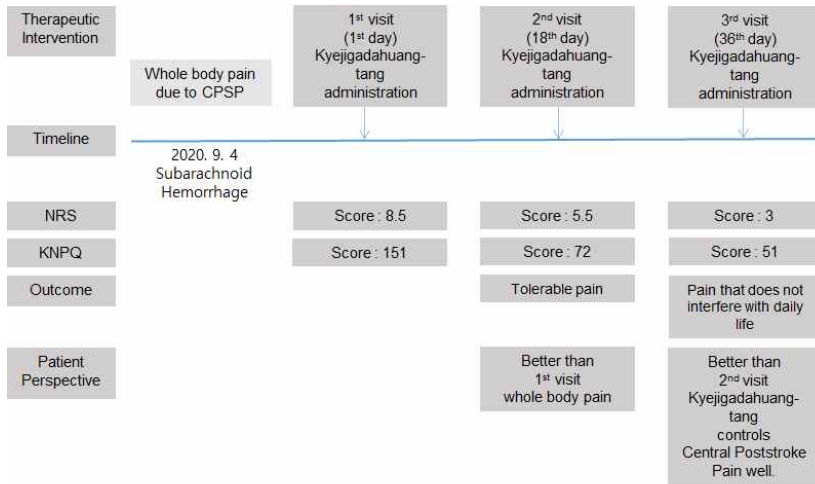 Therapeutic
Intervention
Whole body pain
due to CPSP
1st visit
(1st day)
Kyejigadahuang-
tang
administration
2nd visit
(18th day)
Kyejigadahuang-
tang
administration
3rd visit
(36th day)
Kyejigadahuang-
tang
administration
Timeline
2020. 9. 4
Subarachnoid
Hemorrhage
NRS
Score : 8.5
Score : 5.5
Score : 3
KNPQ
Score : 151
Score : 72
Score : 51
Outcome
Tolerable pain
Pain that does not
interfere with daily
life
Patient
Perspective
Better than
1st visit
whole body pain
Better than
2nd visit
Kyejigadahuang-
tang
controls
Central Poststroke
Pain well.